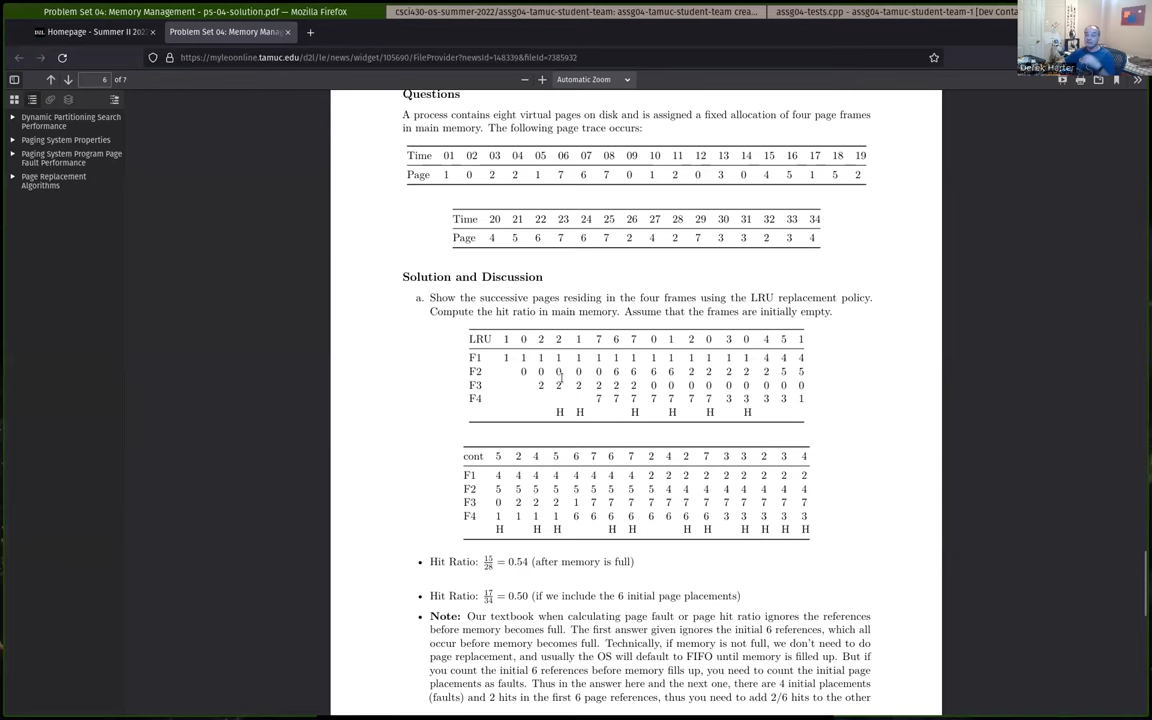 Problem Set 04: Memory Management - ps-04-solution.pdf — Mozilla Firefox
csci430-os-summer-2022/assg04-tamuc-student-team: assg04-tamuc-student-team crea...
assg04-tests.cpp - assg04-tamuc-student-team-1 [Dev Cont
Homepage - Summer II 202
Problem Set 04: Memory Mana
https://myleoonline.tamuc.edu/d2l/le/news/widget/105690/FileProvider?newsId=148339&fileId=7385932
Derek Harter
6 of 7
Automatic Zoom
Dynamic Partitioning Search
Performance
Paging System Properties
Paging System Program Page
Fault Performance
Page Replacement
Algorithms
Questions
A process contains eight virtual pages on disk and is assigned a fixed allocation of four page frames
in main memory. The following page trace occurs:
Time 01 02 03 04 05 06 07 08 09 10 11 12 13 14 15 16 17 18 19
Page 1 0 2 2 1 7 6 7 0 1 2 0 3 0 4 5 1 5 2
Time 20 21 22 23 24 25 26 27 28 29 30 31 32 33 34
Page 4 5 6 7 6 7 2 4 2 7 3 3 2 3 4
Solution and Discussion
a. Show the successive pages residing in the four frames using the LRU replacement policy.
Compute the hit ratio in main memory. Assume that the frames are initially empty.
LRU 1 0 2 2 1 7 6 7 0 1 2 0 3 0 4 5 1
F1 1 1 1 1 1 1 1 1 1 1 1 1 1 1 4 4 4
F2 0 0 0 0 0 6 6 6 6 2 2 2 2 2 5 5
F3 2 2 2 2 2 2 0 0 0 0 0 0 0 0 0
F4 7 7 7 7 7 7 7 3 3 3 3 1
H H H H H H
cont 5 2 4 5 6 7 6 7 2 4 2 7 3 3 2 3 4
F1 4 4 4 4 4 4 4 4 2 2 2 2 2 2 2 2 2
F2 5 5 5 5 5 5 5 5 5 4 4 4 4 4 4 4 4
F3 0 2 2 2 1 7 7 7 7 7 7 7 7 7 7 7 7
F4 1 1 1 1 6 6 6 6 6 6 6 6 3 3 3 3 3
H H H H H H H H H H H
• Hit Ratio: 15/28 = 0.54 (after memory is full)
• Hit Ratio: 17/34 = 0.50 (if we include the 6 initial page placements)
• Note: Our textbook when calculating page fault or page hit ratio ignores the references
before memory becomes full. The first answer given ignores the initial 6 references, which all
occur before memory becomes full. Technically, if memory is not full, we don't need to do
page replacement, and usually the OS will default to FIFO until memory is filled up. But if
you count the initial 6 references before memory fills up, you need to count the initial page
placements as faults. Thus in the answer here and the next one, there are 4 initial placements
(faults) and 2 hits in the first 6 page references, thus you need to add 2/6 hits to the other